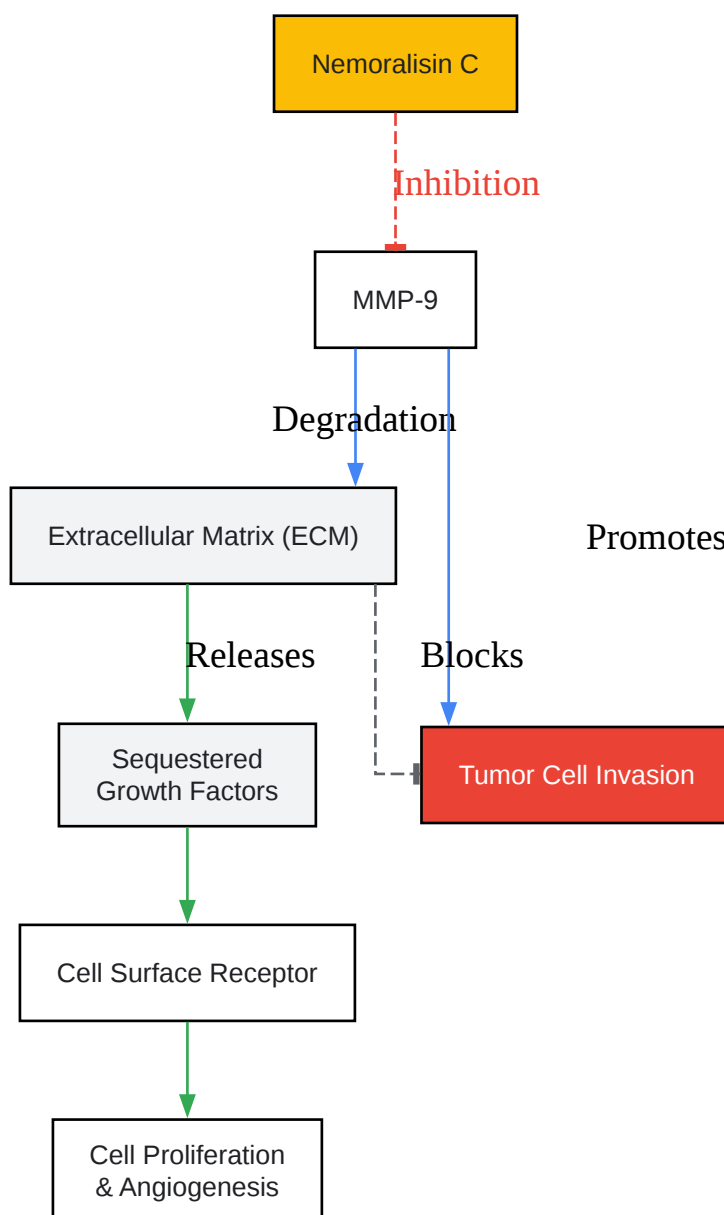 Nemoralisin C
Inhibition
MMP-9
Degradation
Extracellular Matrix (ECM)
Promotes
Releases
Blocks
Sequestered
Growth Factors
Tumor Cell Invasion
Cell Surface Receptor
Cell Proliferation
& Angiogenesis